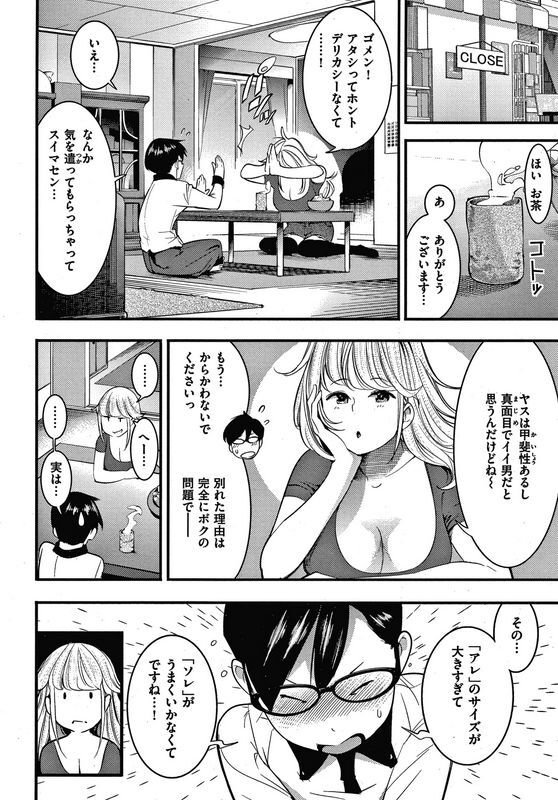 CLOSE
ほい お茶
あ
ありがとう
ございます…
コトッ
ゴメン！
アタシってホント
デリカシーなくて
……！
いえ…
なんか
気を遣ってもらっちゃって
スイマセン…
ヤスは甲斐性あるし
真面目でイイ男だと
思うんだけどね～
もう…
からかわないで
くださいっ
別れた理由は
完全にボクの
問題で――
へー…
……
……
実は…
その…
「アレ」のサイズが
大きすぎて
「ソレ」が
うまくいかなくて
ですね…！